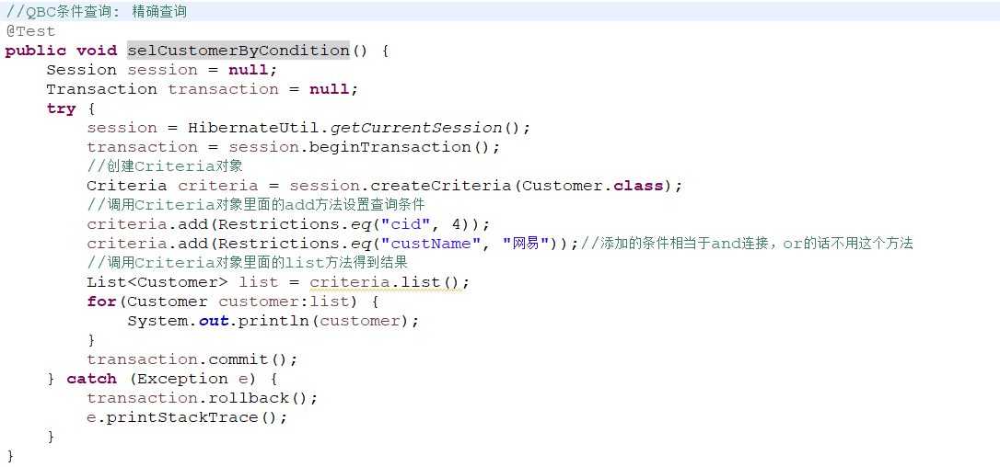 //QBC条件查询: 精确查询
@Test
public void selCustomerByCondition() {
    Session session = null;
    Transaction transaction = null;
    try {
        session = HibernateUtil.getCurrentSession();
        transaction = session.beginTransaction();
        //创建Criteria对象
        Criteria criteria = session.createCriteria(Customer.class);
        //调用Criteria对象里面的add方法设置查询条件
        criteria.add(Restrictions.eq("cid", 4));
        criteria.add(Restrictions.eq("custName", "网易"));//添加的条件相当于and连接，or的话不用这个方法
        //调用Criteria对象里面的list方法得到结果
        List<Customer> list = criteria.list();
        for(Customer customer:list) {
            System.out.println(customer);
        }
        transaction.commit();
    } catch (Exception e) {
        transaction.rollback();
        e.printStackTrace();
    }
}